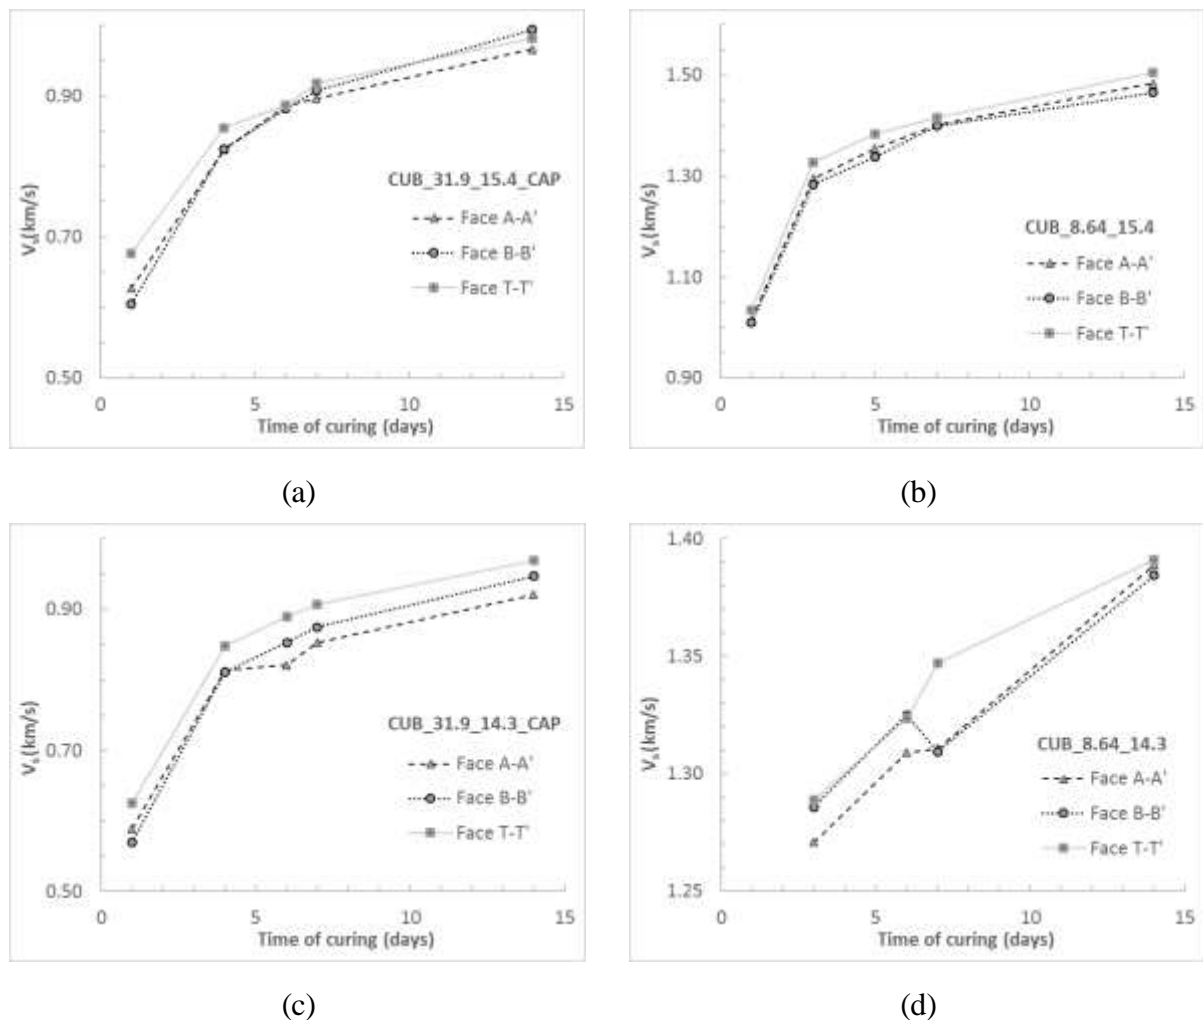 0.90
0.70
0.50
Vs(km/s)
CUB_31.9_15.4_CAP
Face A-A'
Face B-B'
Face T-T'
0 5 10 15
Time of curing (days)
(a)
1.50
1.30
1.10
0.90
Vs(km/s)
CUB_8.64_15.4
Face A-A'
Face B-B'
Face T-T'
0 5 10 15
Time of curing (days)
(b)
0.90
0.70
0.50
Vs(km/s)
CUB_31.9_14.3_CAP
Face A-A'
Face B-B'
Face T-T'
0 5 10 15
Time of curing (days)
(c)
1.40
1.35
1.30
1.25
Vs(km/s)
CUB_8.64_14.3
Face A-A'
Face B-B'
Face T-T'
0 5 10 15
Time of curing (days)
(d)